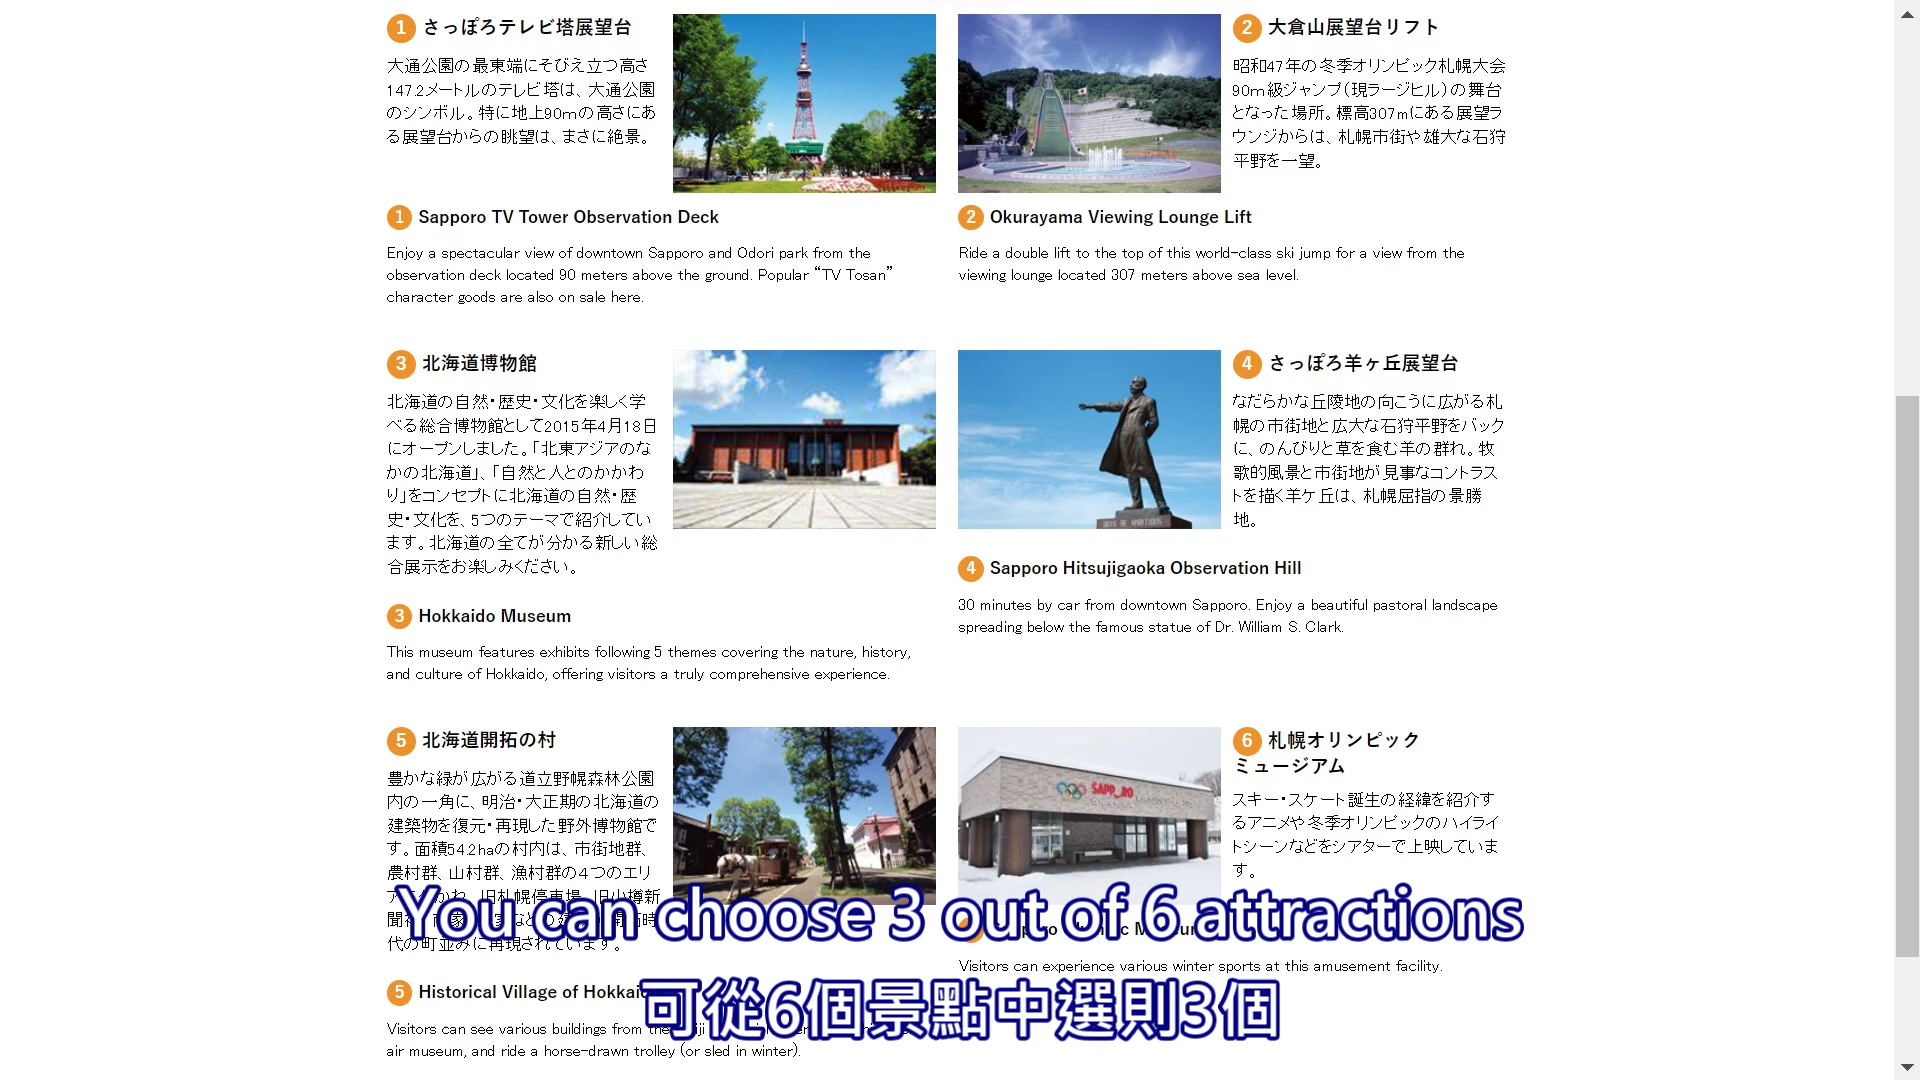 1 さっぽろテレビ塔展望台
大通公園の最東端にそびえ立つ高さ
147.2メートルのテレビ塔は、大通公園
のシンボル。特に地上90mの高さにあ
る展望台からの眺望は、まさに絶景。
1 Sapporo TV Tower Observation Deck
Enjoy a spectacular view of downtown Sapporo and Odori park from the
observation deck located 90 meters above the ground. Popular “TV Tosan”
character goods are also on sale here.
2 大倉山展望台リフト
昭和47年の冬季オリンピック札幌大会
90m級ジャンプ(現ラージヒル)の舞台
となった場所。標高307mにある展望ラ
ウンジからは、札幌市街や雄大な石狩
平野を一望。
2 Okurayama Viewing Lounge Lift
Ride a double lift to the top of this world-class ski jump for a view from the
viewing lounge located 307 meters above sea level.
3 北海道博物館
北海道の自然・歴史・文化を楽しく学
べる総合博物館として2015年4月18日
にオープンしました。「北東アジアのな
かの北海道」、「自然と人とのかかわ
り」をコンセプトに北海道の自然・歴
史・文化を、5つのテーマで紹介してい
ます。北海道の全てが分かる新しい総
合展示をお楽しみください。
3 Hokkaido Museum
This museum features exhibits following 5 themes covering the nature, history,
and culture of Hokkaido, offering visitors a truly comprehensive experience.
BOYS BE AMBITIOUS
4 さっぽろ羊ヶ丘展望台
なだらかな丘陵地の向こうに広がる札
幌の市街地と広大な石狩平野をバック
に、のんびりと草を食む羊の群れ。牧
歌的風景と市街地が見事なコントラス
トを描く羊ケ丘は、札幌屈指の景勝
地。
4 Sapporo Hitsujigaoka Observation Hill
30 minutes by car from downtown Sapporo. Enjoy a beautiful pastoral landscape
spreading below the famous statue of Dr. William S. Clark.
5 北海道開拓の村
豊かな緑が広がる道立野幌森林公園
内の一角に、明治・大正期の北海道の
建築物を復元・再現した野外博物館で
す。面積54.2haの村内は、市街地群、
農村群、山村群、漁村群の4つのエリ
旧札幌停車場、旧小樽新
聞
代の町並みに再現されています。
5 Historical Village of
Visitors can see various buildings from the
air museum, and ride a horse-drawn trolley (or sled in winter).
SAPP_RO
6 札幌オリンピック
ミュージアム
スキー・スケート誕生の経緯を紹介す
るアニメや冬季オリンピックのハイライ
トシーンなどをシアターで上映していま
す。
Visitors can experience various winter sports at this amusement facility.
You can choose 3 out of 6 attractions
可從6個景點中選則3個